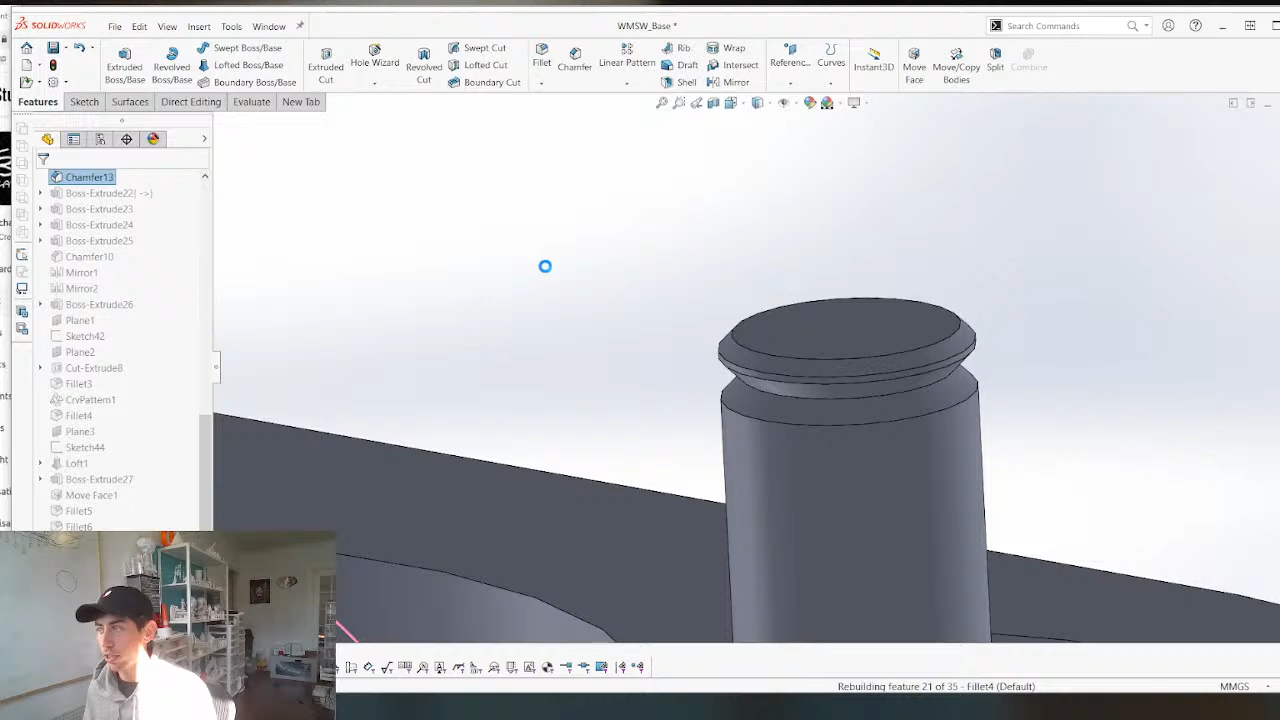 SOLIDWORKS File Edit View Insert Tools Window WMSW_Base * Search Commands
Extruded Boss/Base Revolved Boss/Base Swept Boss/Base Lofted Boss/Base Boundary Boss/Base Extruded Cut Hole Wizard Revolved Cut Swept Cut Lofted Cut Boundary Cut Fillet Chamfer Linear Pattern Rib Draft Shell Wrap Intersect Mirror Referenc... Curves Instant3D Move Face Move/Copy Bodies Split Combine
Features Sketch Surfaces Direct Editing Evaluate New Tab
Chamfer13
Boss-Extrude22( ->)
Boss-Extrude23
Boss-Extrude24
Boss-Extrude25
Chamfer10
Mirror1
Mirror2
Boss-Extrude26
Plane1
Sketch42
Plane2
Cut-Extrude8
Fillet3
CrvPattern1
Fillet4
Plane3
Sketch44
Loft1
Boss-Extrude27
Move Face1
Fillet5
Fillet6
Rebuilding feature 21 of 35 - Fillet4 (Default) MMGS